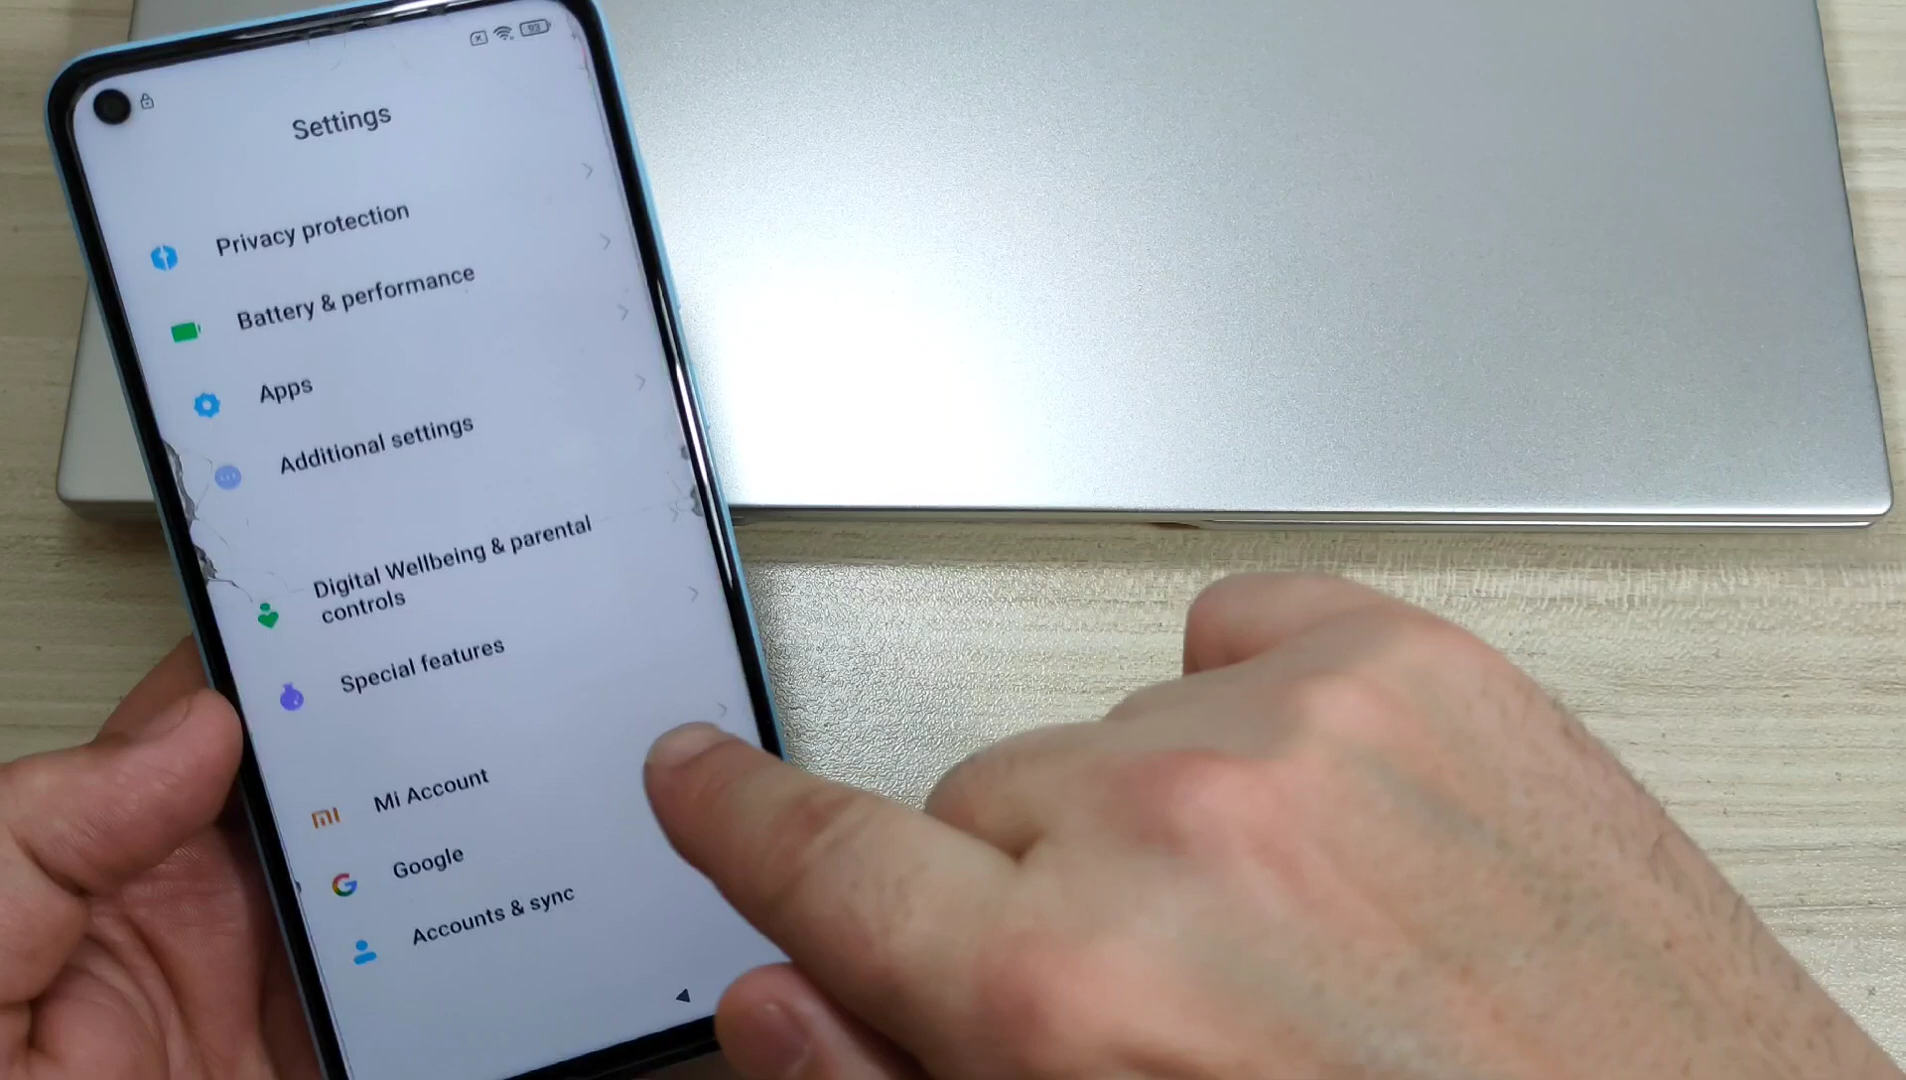 93
Settings
Privacy protection
Battery & performance
Apps
Additional settings
Digital Wellbeing & parental
controls
Special features
Mi Account
Google
Accounts & sync